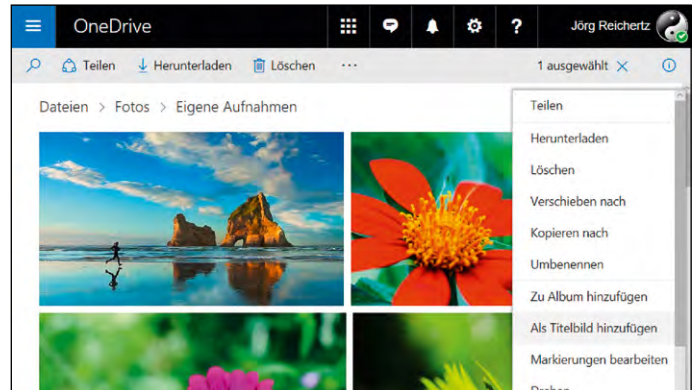 OneDrive ? Jörg Reichertz
Teilen Herunterladen Löschen ··· 1 ausgewählt
Dateien > Fotos > Eigene Aufnahmen
Teilen
Herunterladen
Löschen
Verschieben nach
Kopieren nach
Umbenennen
Zu Album hinzufügen
Als Titelbild hinzufügen
Markierungen bearbeiten